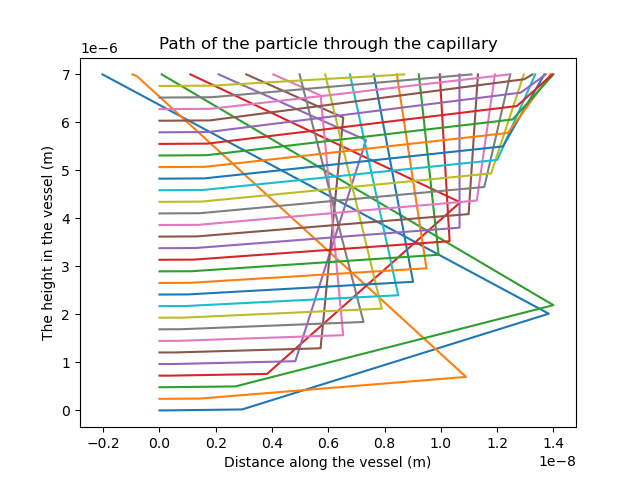 Path of the particle through the capillary
1e−6
7
6
5
4
3
2
1
0
The height in the vessel (m)
−0.2 0.0 0.2 0.4 0.6 0.8 1.0 1.2 1.4
1e−8
Distance along the vessel (m)